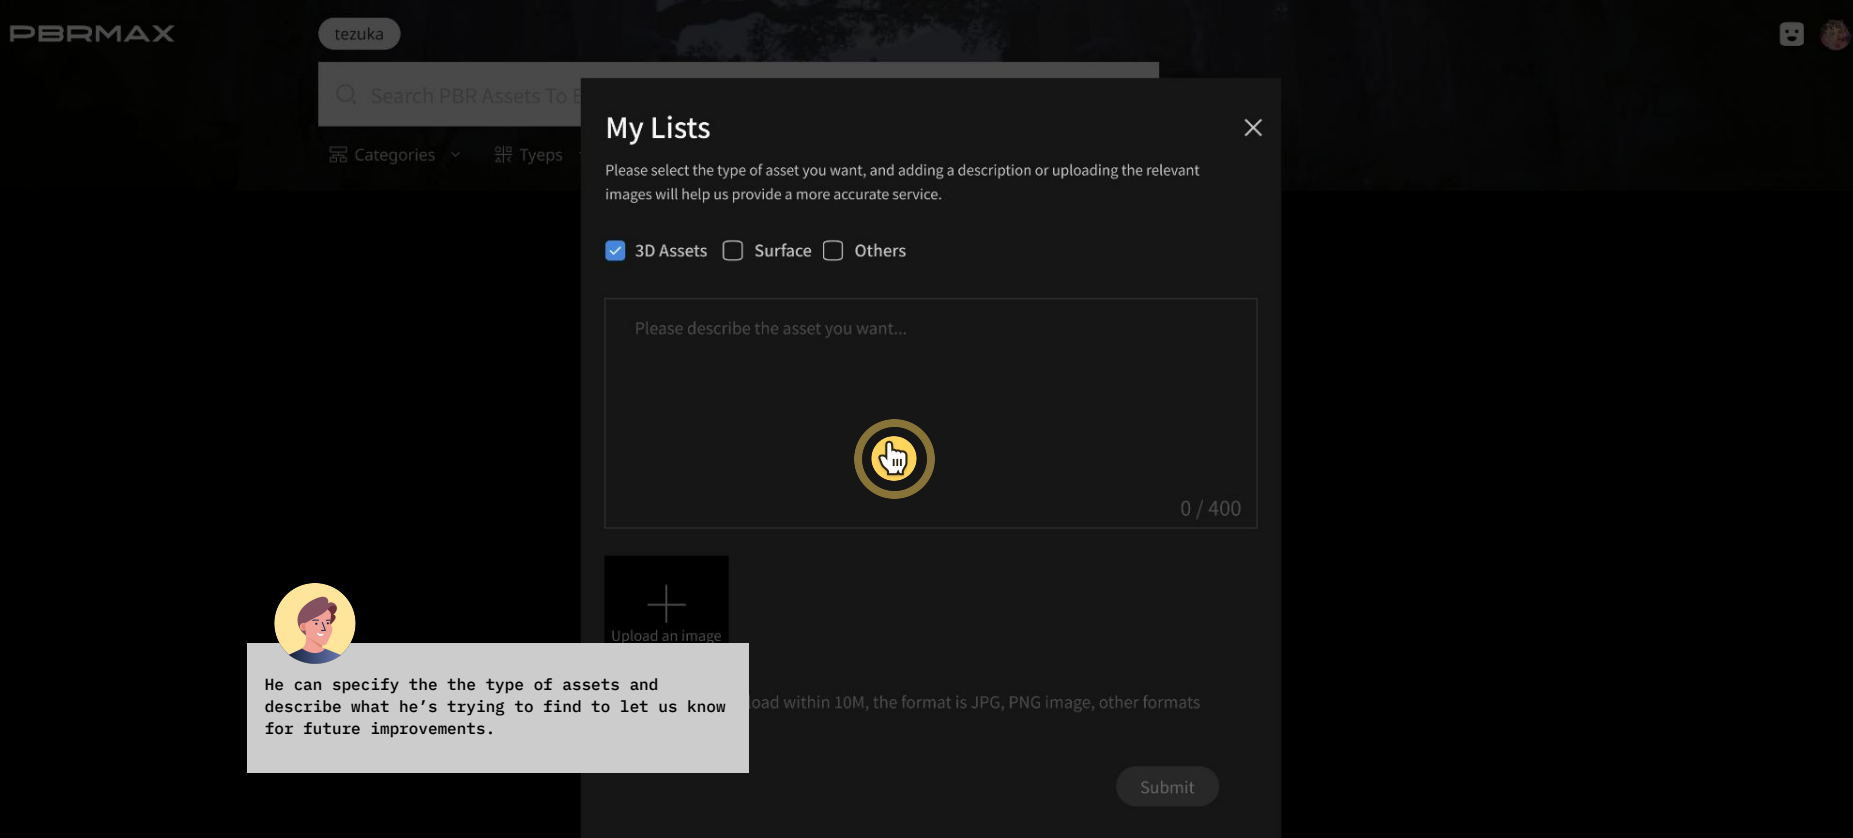 PBRMAX
tezuka
Search PBR Assets To
Categories
Tyeps
My Lists
Please select the type of asset you want, and adding a description or uploading the relevant
images will help us provide a more accurate service.
3D Assets
Surface
Others
Please describe the asset you want...
0 / 400
Upload an image
load within 10M, the format is JPG, PNG image, other formats
He can specify the the type of assets and
describe what he’s trying to find to let us know
for future improvements.
Submit